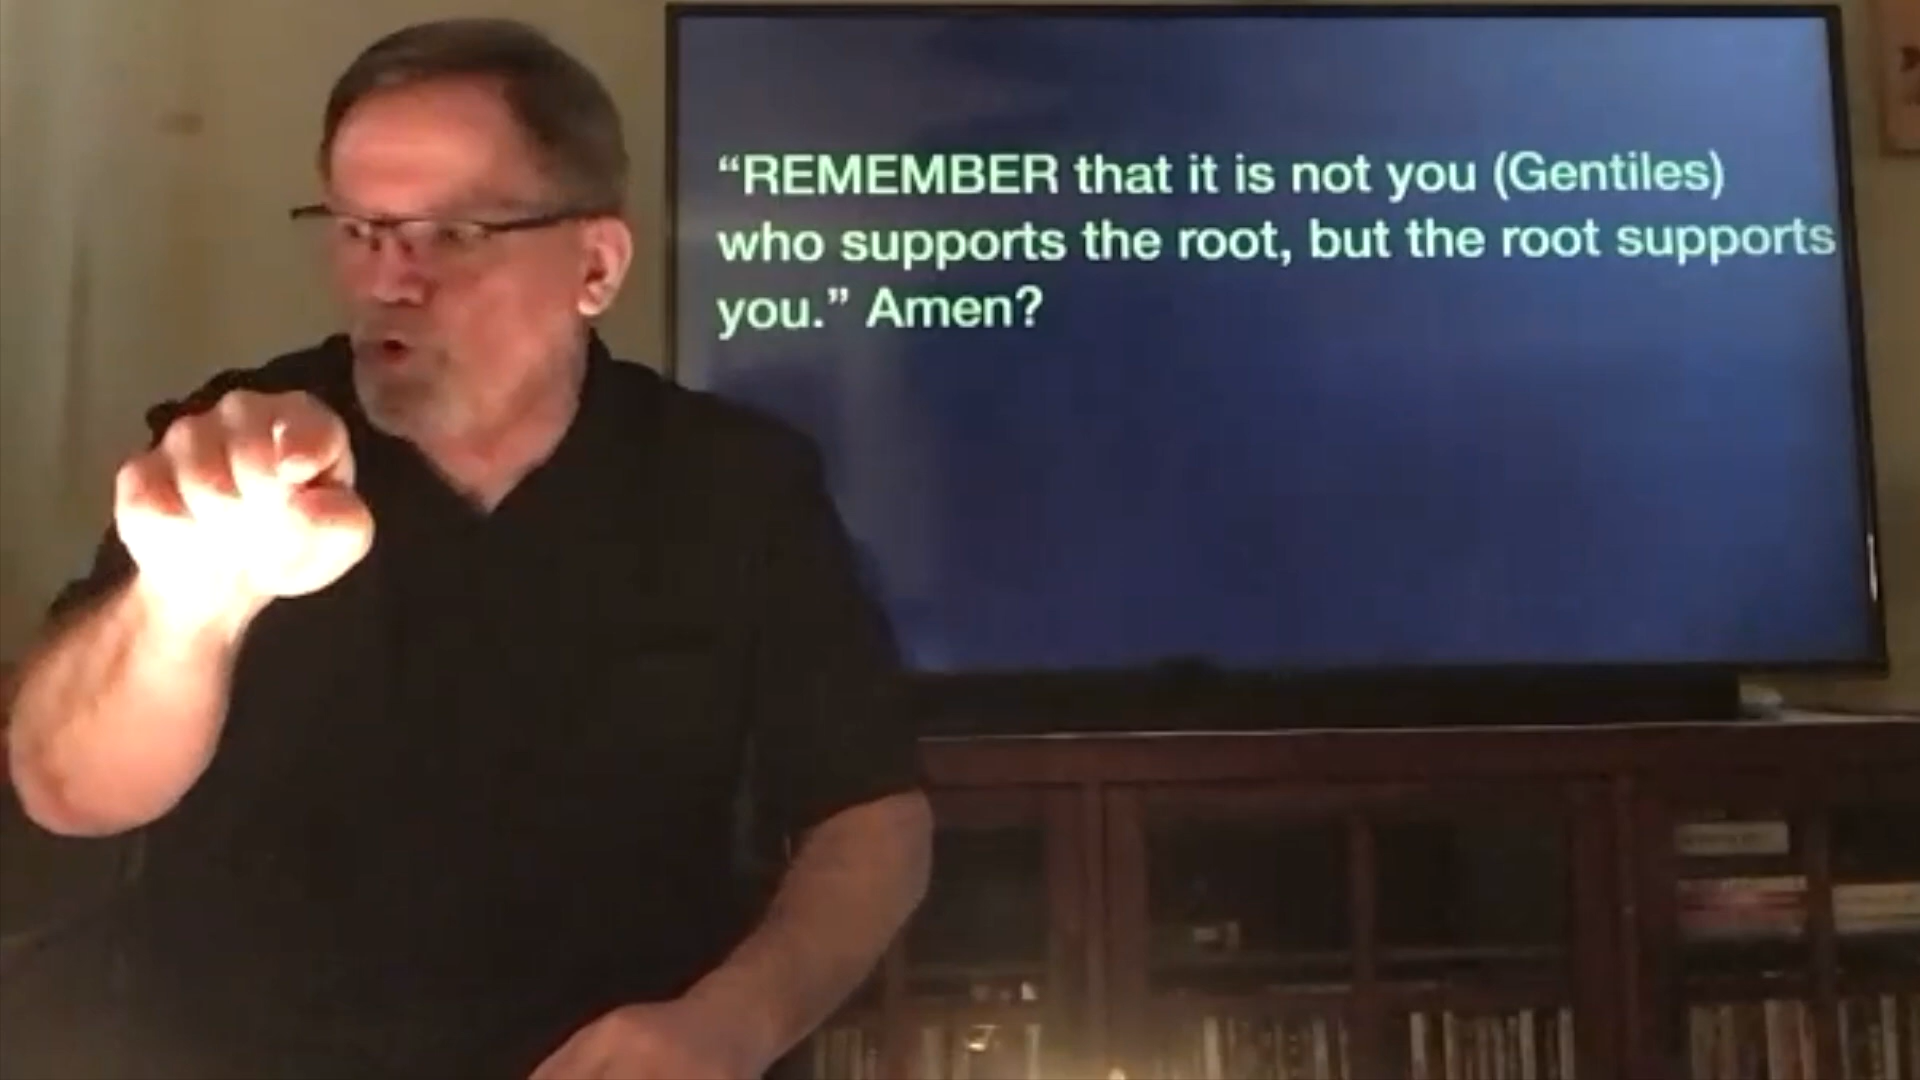 “REMEMBER that it is not you (Gentiles)
who supports the root, but the root supports
you.” Amen?